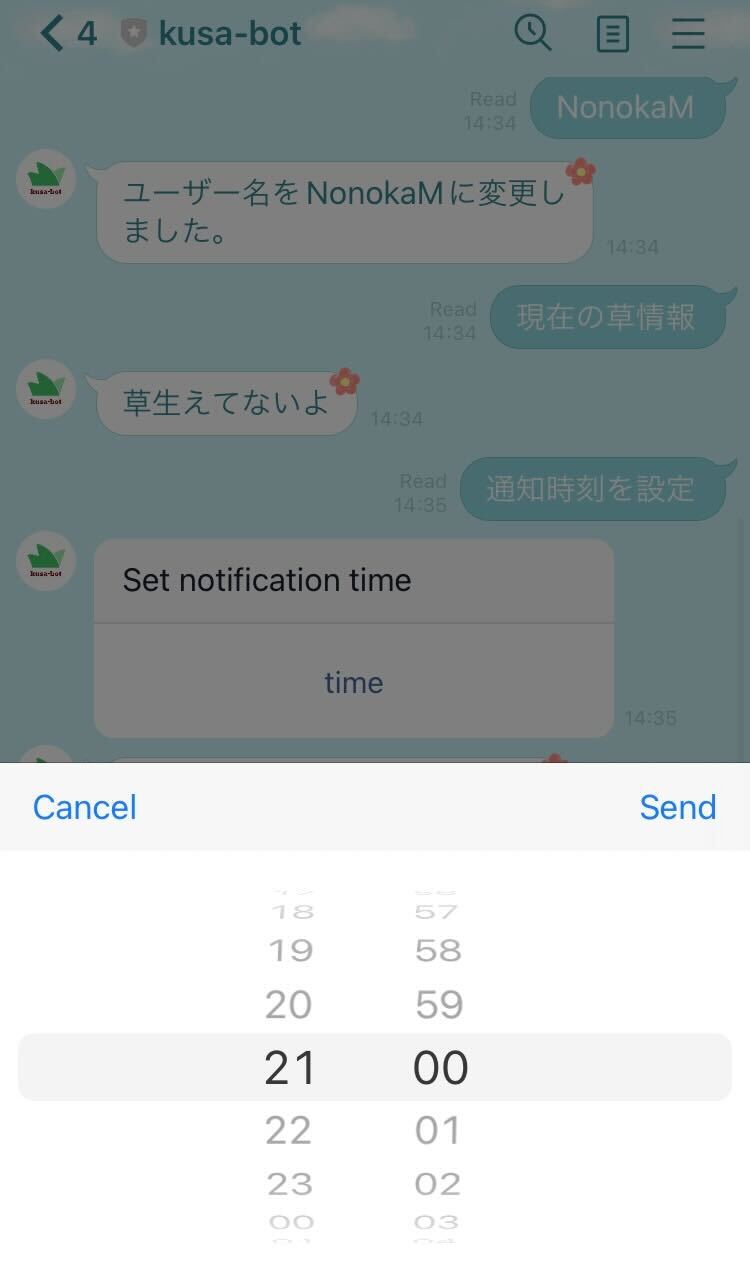 4 kusa-bot
Read
14:34
NonokaM
kusa-bot
ユーザー名をNonokaMに変更し
ました。
14:34
Read
14:34
現在の草情報
kusa-bot
草生えてないよ
14:34
Read
14:35
通知時刻を設定
kusa-bot
Set notification time
time
14:35
Cancel Send
18 57
19 58
20 59
21 00
22 01
23 02
00 03